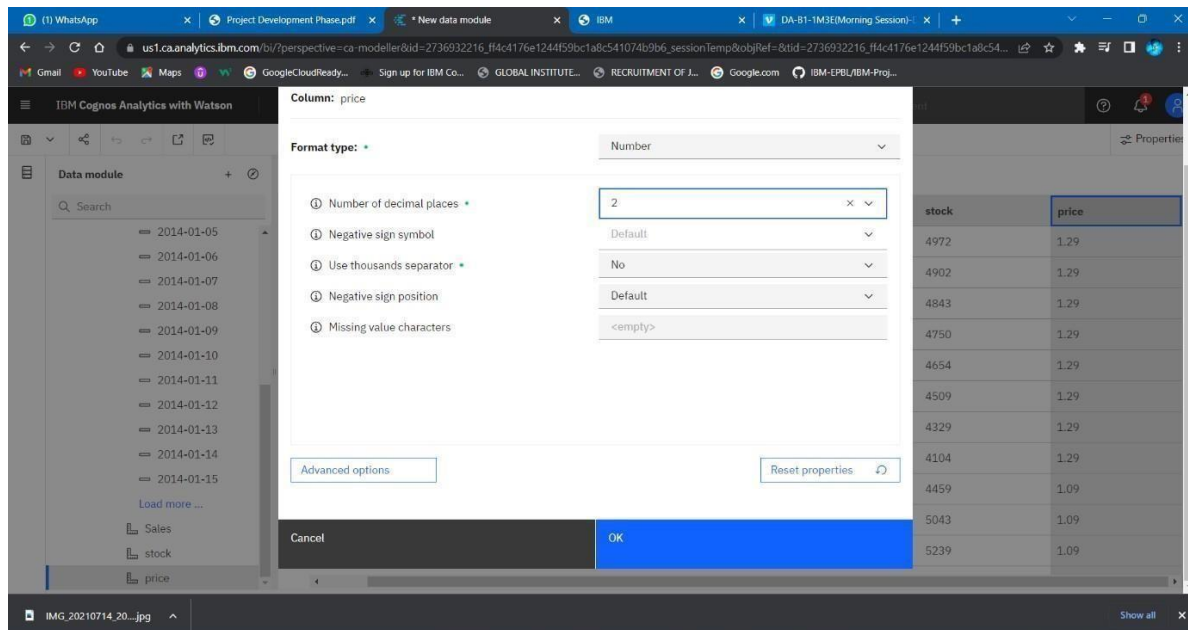 (1) WhatsApp
Project Development Phase.pdf
* New data module
IBM
DA-81-1M3E(Morning Session)-
us1.ca.analytics.ibm.com/bi/?perspective=ca-modeller&id=2736932216_ff4c4176e1244f59bc1a8c541074b9b6_sessionTemp&objRef=&tid=2736932216_ff4c4176e1244f59bc1a8c54...
Gmail YouTube Maps GoogleCloudReady... Sign up for IBM Co... GLOBAL INSTITUTE... RECRUITMENT OF J... Google.com IBM-EPBL/IBM-Proj...
IBM Cognos Analytics with Watson
Column: price
1
Format type: Number
Properties
Data module
Search
2014-01-05
2014-01-06
2014-01-07
2014-01-08
2014-01-09
2014-01-10
2014-01-11
2014-01-12
2014-01-13
2014-01-14
2014-01-15
Load more ...
Sales
stock
price
Number of decimal places 2
Negative sign symbol Default
Use thousands separator No
Negative sign position Default
Missing value characters <empty>
Advanced options
Reset properties
Cancel
OK
stock price
4972 1.29
4902 1.29
4843 1.29
4750 1.29
4654 1.29
4509 1.29
4329 1.29
4104 1.29
4459 1.09
5043 1.09
5239 1.09
IMG_20210714_20...jpg
Show all